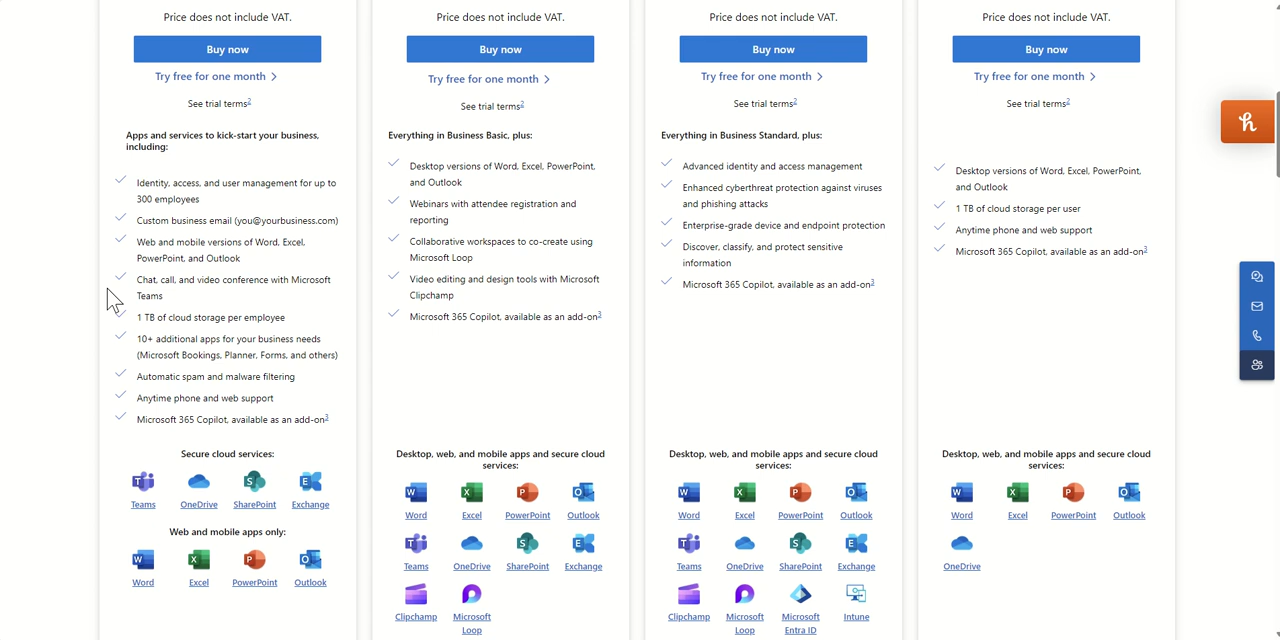 Price does not include VAT.
Buy now
Try free for one month
See trial terms2
Apps and services to kick-start your business,
including:
Identity, access, and user management for up to
300 employees
Custom business email (you@yourbusiness.com)
Web and mobile versions of Word, Excel,
PowerPoint, and Outlook
Chat, call, and video conference with Microsoft
Teams
1 TB of cloud storage per employee
10+ additional apps for your business needs
(Microsoft Bookings, Planner, Forms, and others)
Automatic spam and malware filtering
Anytime phone and web support
Microsoft 365 Copilot, available as an add-on3
Secure cloud services:
Teams OneDrive SharePoint Exchange
Web and mobile apps only:
Word Excel PowerPoint Outlook
Price does not include VAT.
Buy now
Try free for one month
See trial terms2
Everything in Business Basic, plus:
Desktop versions of Word, Excel, PowerPoint,
and Outlook
Webinars with attendee registration and
reporting
Collaborative workspaces to co-create using
Microsoft Loop
Video editing and design tools with Microsoft
Clipchamp
Microsoft 365 Copilot, available as an add-on3
Desktop, web, and mobile apps and secure cloud
services:
Word Excel PowerPoint Outlook
Teams OneDrive SharePoint Exchange
Clipchamp Microsoft
Loop
Price does not include VAT.
Buy now
Try free for one month
See trial terms2
Everything in Business Standard, plus:
Advanced identity and access management
Enhanced cyberthreat protection against viruses
and phishing attacks
Enterprise-grade device and endpoint protection
Discover, classify, and protect sensitive
information
Microsoft 365 Copilot, available as an add-on3
Desktop, web, and mobile apps and secure cloud
services:
Word Excel PowerPoint Outlook
Teams OneDrive SharePoint Exchange
Clipchamp Microsoft Microsoft Intune
Loop Entra ID
Price does not include VAT.
Buy now
Try free for one month
See trial terms2
Desktop versions of Word, Excel, PowerPoint,
and Outlook
1 TB of cloud storage per user
Anytime phone and web support
Microsoft 365 Copilot, available as an add-on3
Desktop, web, and mobile apps and secure cloud
services:
Word Excel PowerPoint Outlook
OneDrive
h